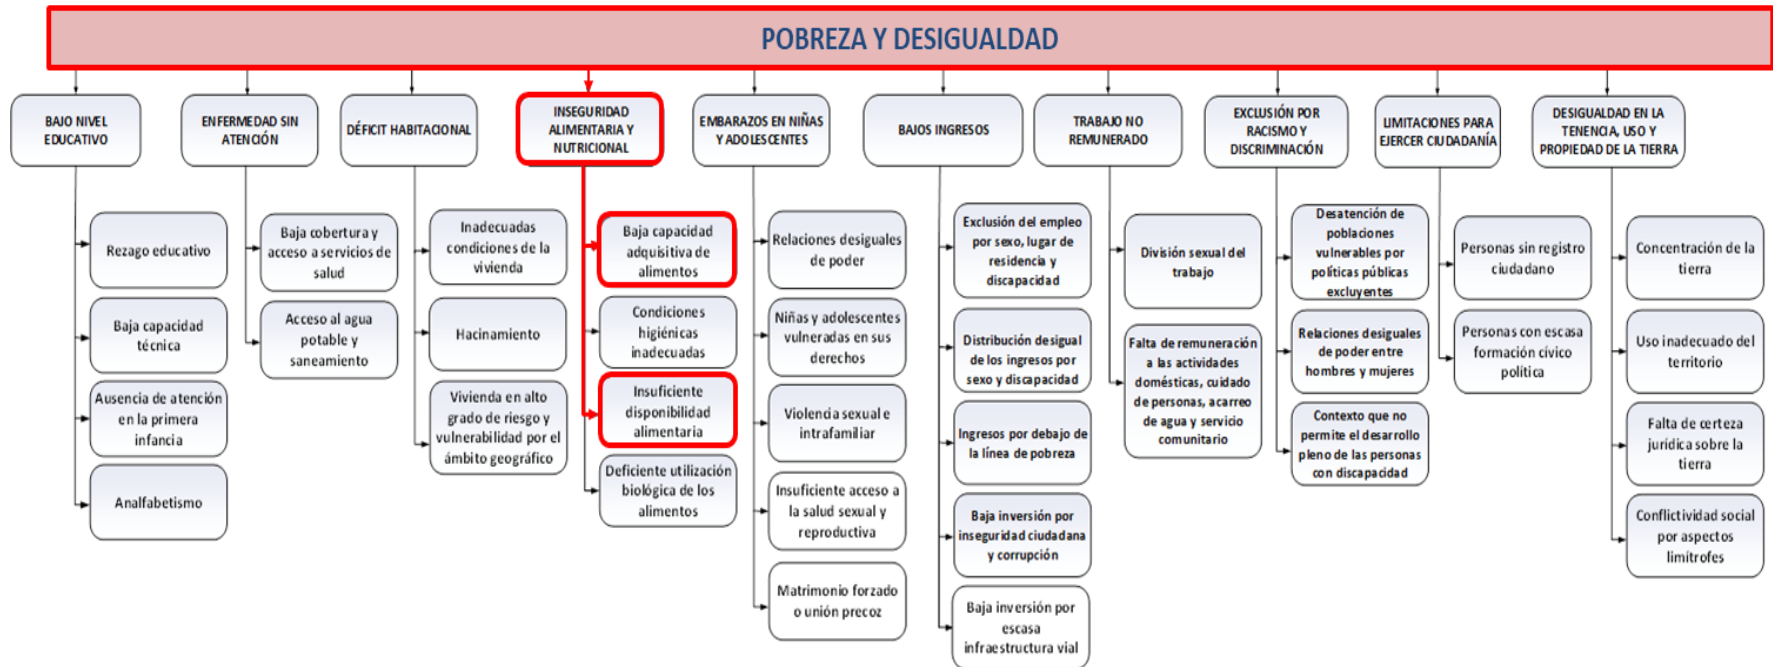 POBREZA Y DESIGUALDAD
BAJO NIVEL
EDUCATIVO
ENFERMEDAD SIN
ATENCIÓN
DÉFICIT HABITACIONAL
INSEGURIDAD
ALIMENTARIA Y
NUTRICIONAL
EMBARAZOS EN NIÑAS
Y ADOLESCENTES
BAJOS INGRESOS
TRABAJO NO
REMUNERADO
EXCLUSIÓN POR
RACISMO Y
DISCRIMINACIÓN
LIMITACIONES PARA
EJERCER CIUDADANÍA
DESIGUALDAD EN LA
TENENCIA, USO Y
PROPIEDAD DE LA TIERRA
Rezago educativo
Baja capacidad
técnica
Ausencia de atención
en la primera
infancia
Analfabetismo
Baja cobertura y
acceso a servicios de
salud
Acceso al agua
potable y
saneamiento
Inadecuadas
condiciones de la
vivienda
Hacinamiento
Vivienda en alto
grado de riesgo y
vulnerabilidad por el
ámbito geográfico
Baja capacidad
adquisitiva de
alimentos
Condiciones
higiénicas
inadecuadas
Insuficiente
disponibilidad
alimentaria
Deficiente utilización
biológica de los
alimentos
Relaciones desiguales
de poder
Niñas y adolescentes
vulneradas en sus
derechos
Violencia sexual e
intrafamiliar
Insuficiente acceso a
la salud sexual y
reproductiva
Matrimonio forzado
o unión precoz
Exclusión del empleo
por sexo, lugar de
residencia y
discapacidad
Distribución desigual
de los ingresos por
sexo y discapacidad
Ingresos por debajo de
la línea de pobreza
Baja inversión por
inseguridad ciudadana
y corrupción
Baja inversión por
escasa
infraestructura vial
División sexual del
trabajo
Falta de remuneración
a las actividades
domésticas, cuidado
de personas, acarreo
de agua y servicio
comunitario
Desatención de
poblaciones
vulnerables por
políticas públicas
excluyentes
Relaciones desiguales
de poder entre
hombres y mujeres
Contexto que no
permite el desarrollo
pleno de las personas
con discapacidad
Personas sin registro
ciudadano
Personas con escasa
formación cívico
política
Concentración de la
tierra
Uso inadecuado del
territorio
Falta de certeza
jurídica sobre la
tierra
Conflictividad social
por aspectos
limítrofes